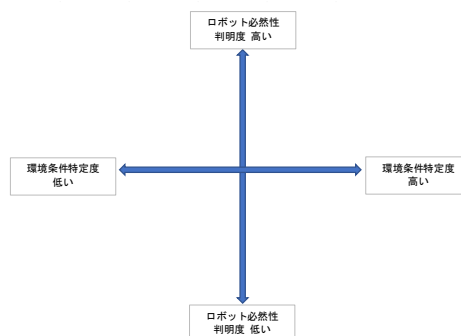 ロボット必然性
判明度 高い
環境条件特定度
低い
環境条件特定度
高い
ロボット必然性
判明度 低い